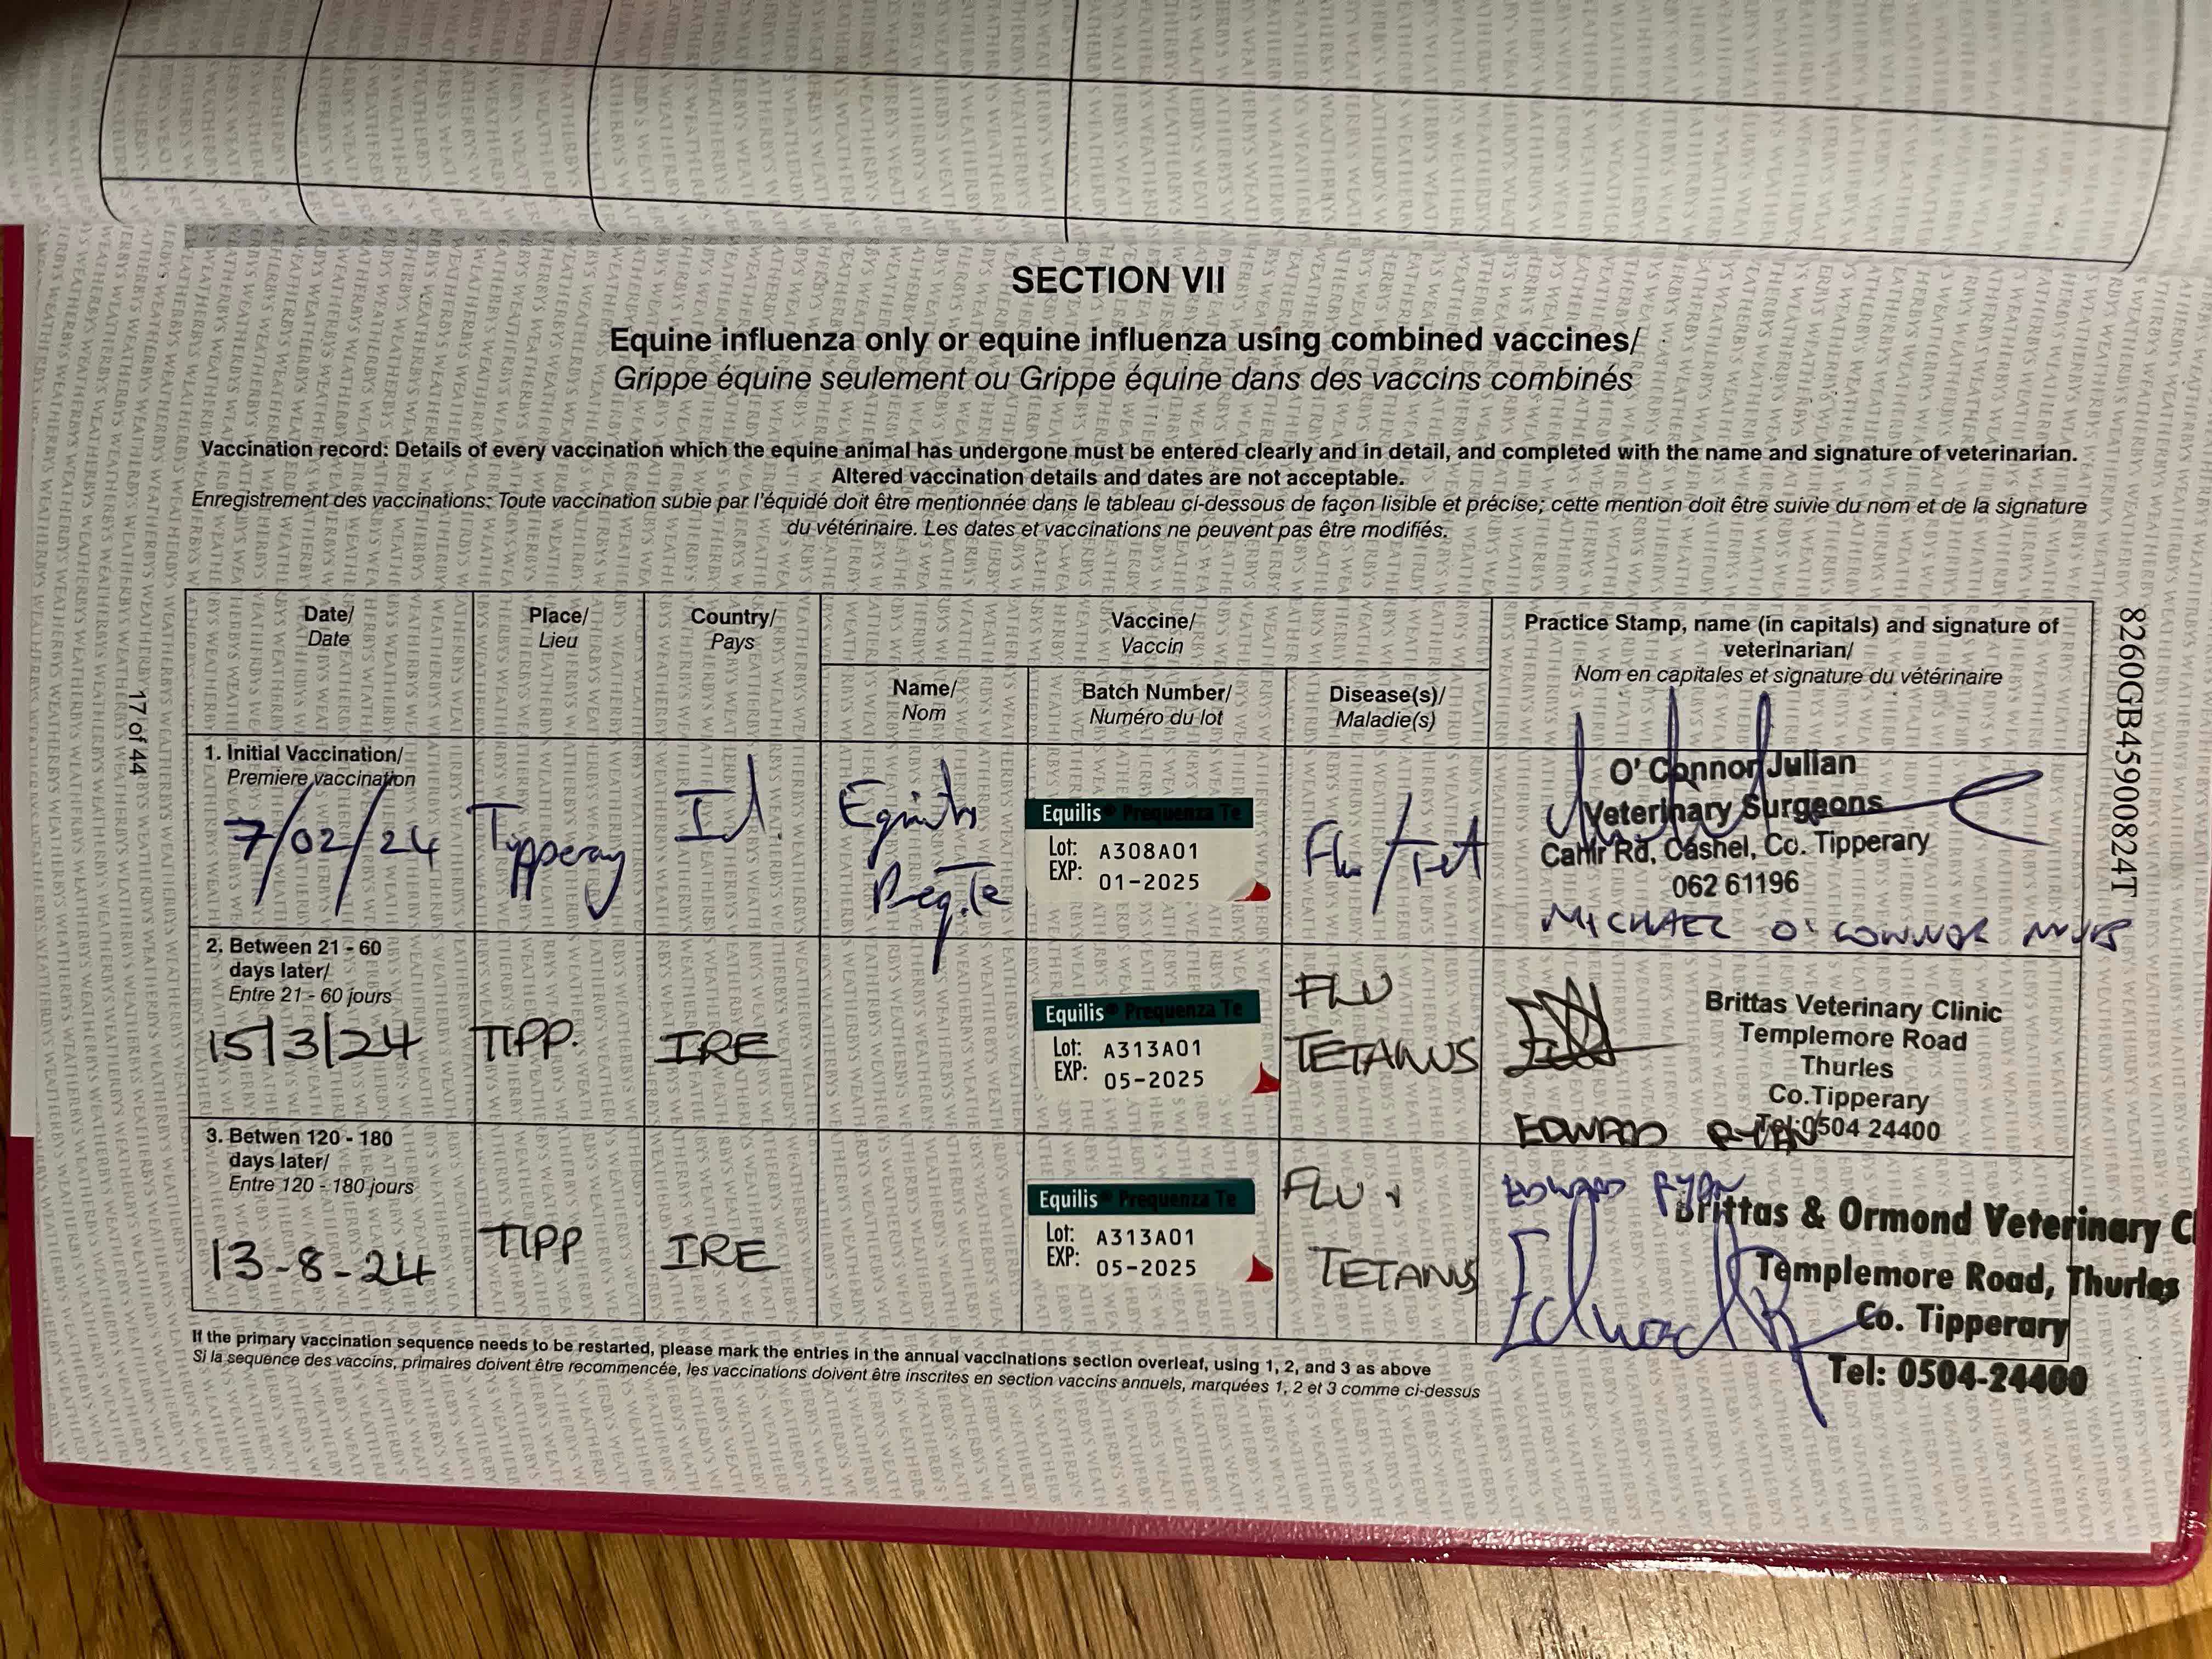 SECTION VII
Equine influenza only or equine influenza using combined vaccines/
Grippe équine seulement ou Grippe équine dans des vaccins combinés
Vaccination record: Details of every vaccination which the equine animal has undergone must be entered clearly and in detail, and completed with the name and signature of veterinarian.
Altered vaccination details and dates are not acceptable.
Enregistrement des vaccinations: Toute vaccination subie par l'équidé doit être mentionnée dans le tableau ci-dessous de façon lisible et précise; cette mention doit être suivie du nom et de la signature
du vétérinaire. Les dates et vaccinations ne peuvent pas être modifiés.
Date/
Date
Place/
Lieu
Country/
Pays
Vaccine/
Vaccin
Name/
Nom
Batch Number/
Numéro du lot
Disease(s)/
Maladie(s)
Practice Stamp, name (in capitals) and signature of
veterinarian/
Nom en capitales et signature du vétérinaire
1. Initial Vaccination/
Premiere vaccination
7/02/24
Tipperary
Irl.
Equilis
Preq.Te
Equilis® Prequenza Te
Lot: A308A01
EXP: 01-2025
Flu/Tet
O'Connor Julian
Veterinary Surgeons
Cahir Rd, Cashel, Co. Tipperary
062 61196
MICHAEL O'CONNOR MVB
2. Between 21 - 60
days later/
Entre 21 - 60 jours
15/3/24
TIPP.
IRE
Equilis® Prequenza Te
Lot: A313A01
EXP: 05-2025
FLU
TETANUS
Brittas Veterinary Clinic
Templemore Road
Thurles
Co.Tipperary
Tel:0504 24400
EDWARD RYAN
3. Betwen 120 - 180
days later/
Entre 120 - 180 jours
13-8-24
TIPP
IRE
Equilis® Prequenza Te
Lot: A313A01
EXP: 05-2025
FLU +
TETANUS
EDWARD RYAN
Brittas & Ormond Veterinary Cl
Templemore Road, Thurles
Co. Tipperary
Tel: 0504-24400
Edward R
If the primary vaccination sequence needs to be restarted, please mark the entries in the annual vaccinations section overleaf, using 1, 2, and 3 as above
Si la sequence des vaccins, primaires doivent être recommencée, les vaccinations doivent être inscrites en section vaccins annuels, marquées 1, 2 et 3 comme ci-dessus
17 of 44
8260GB45900824T
WEATHERBYS